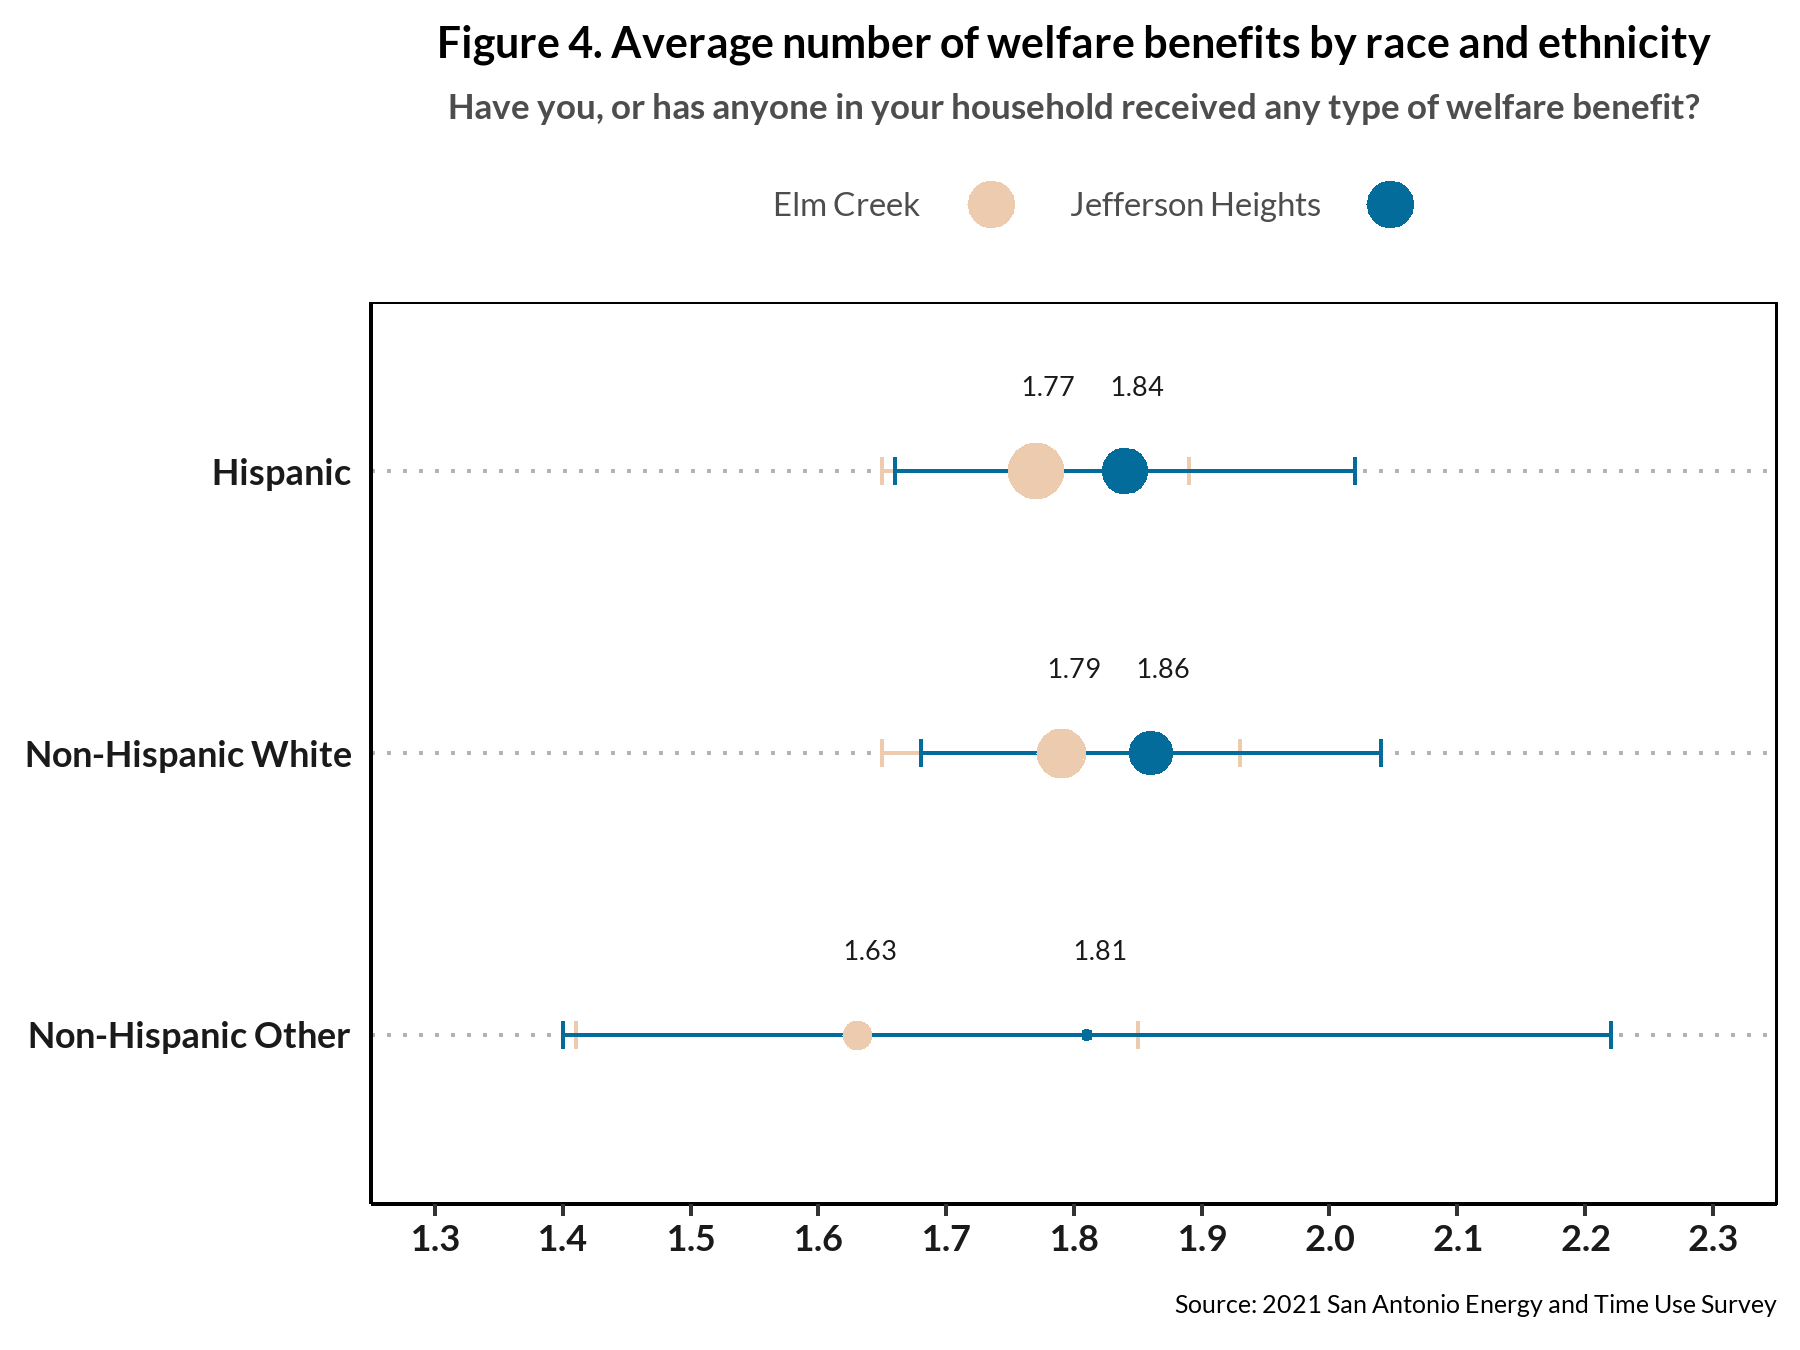 Figure 4. Average number of welfare benefits by race and ethnicity
Have you, or has anyone in your household received any type of welfare benefit?
Elm Creek Jefferson Heights
1.77 1.84
Hispanic
1.79 1.86
Non-Hispanic White
1.63 1.81
Non-Hispanic Other
1.3 1.4 1.5 1.6 1.7 1.8 1.9 2.0 2.1 2.2 2.3
Source: 2021 San Antonio Energy and Time Use Survey